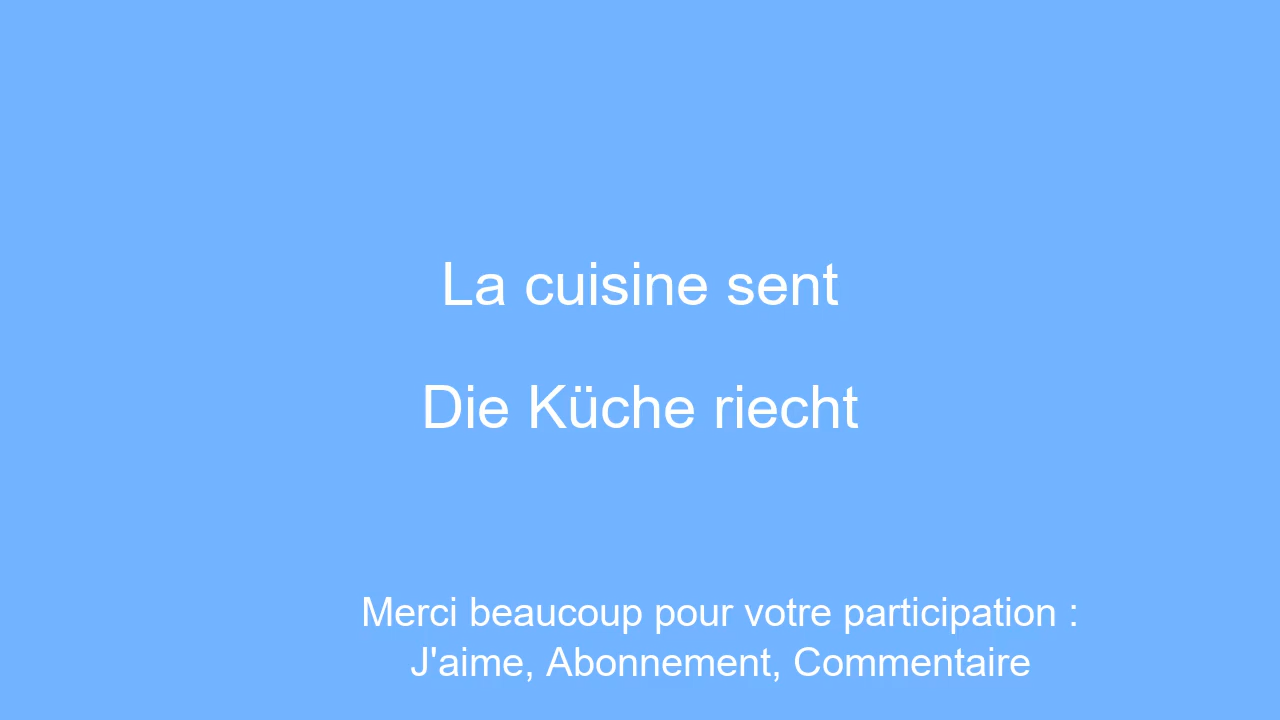 La cuisine sent
Die Küche riecht
Merci beaucoup pour votre participation :
J'aime, Abonnement, Commentaire